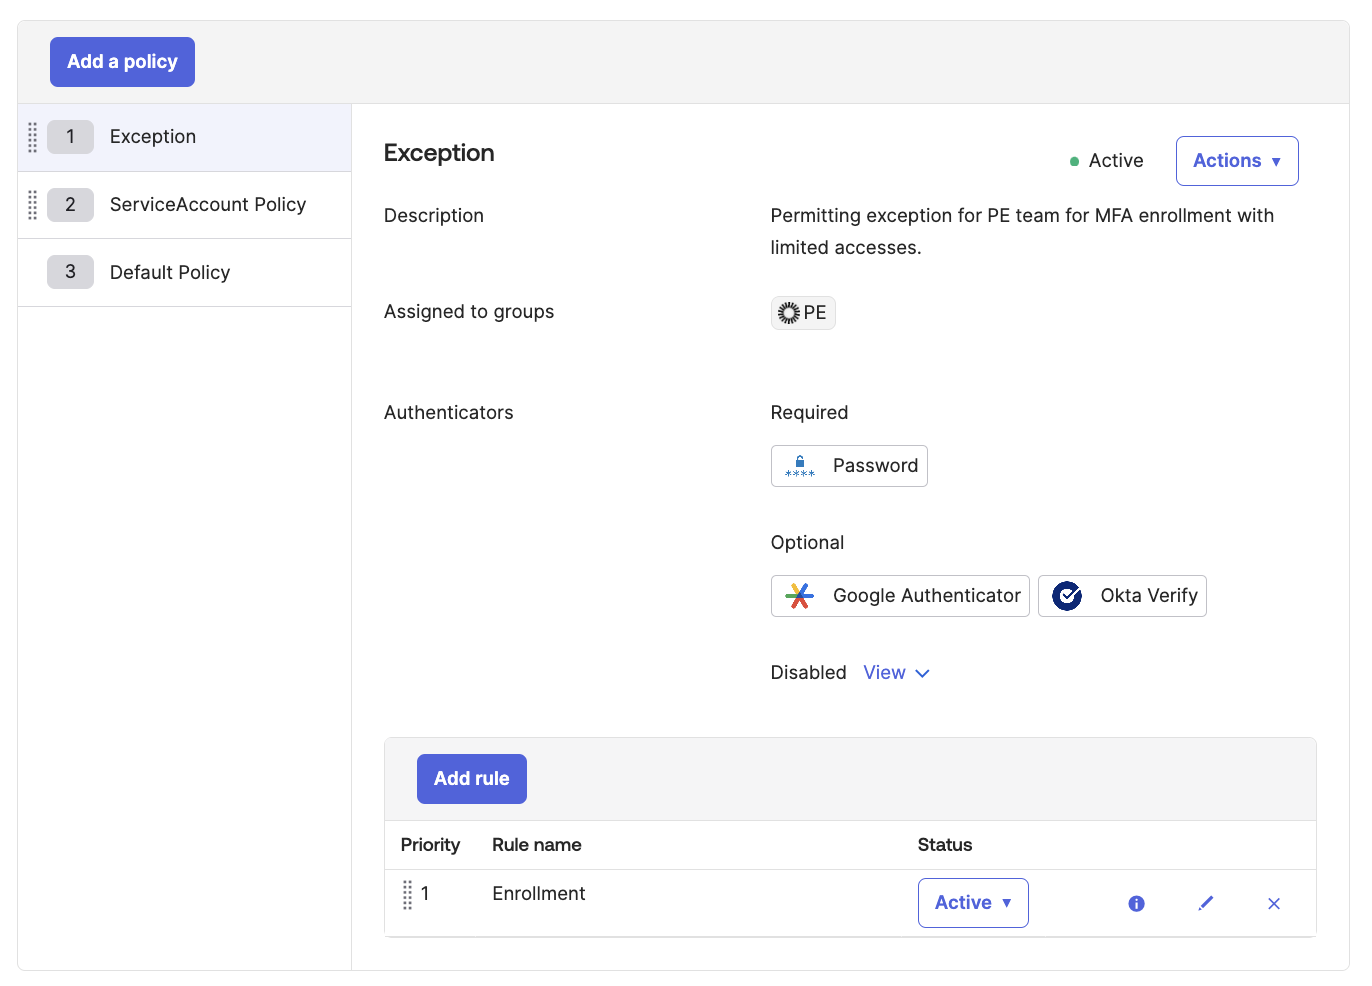 Add a policy
1 Exception
2 ServiceAccount Policy
3 Default Policy
Exception
Active
Actions ▼
Description
Permitting exception for PE team for MFA enrollment with
limited accesses.
Assigned to groups
PE
Authenticators
Required
**** Password
Optional
Google Authenticator
Okta Verify
Disabled View
Add rule
Priority Rule name Status
1 Enrollment Active ▼